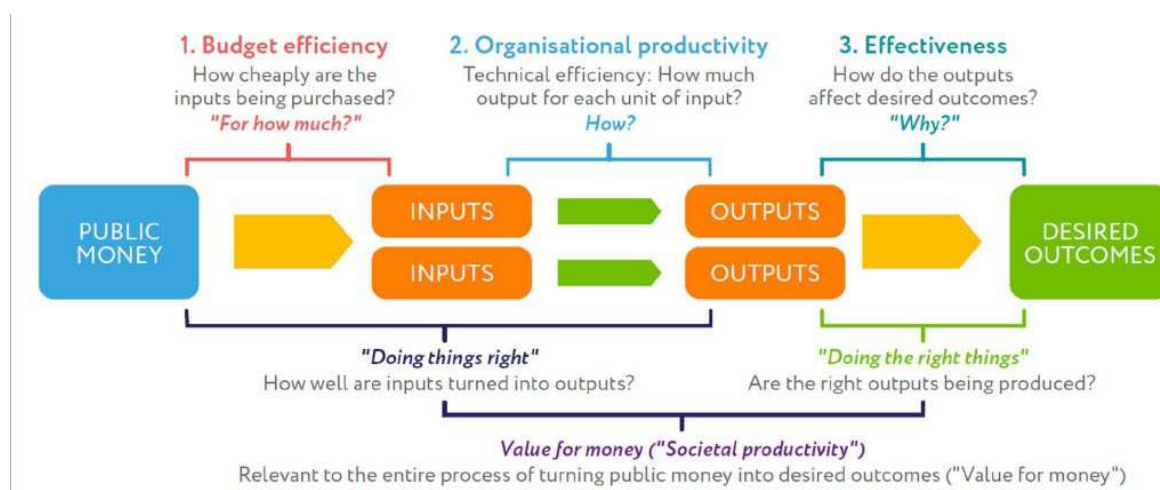 1. Budget efficiency
How cheaply are the
inputs being purchased?
"For how much?"
2. Organisational productivity
Technical efficiency: How much
output for each unit of input?
How?
3. Effectiveness
How do the outputs
affect desired outcomes?
"Why?"
PUBLIC
MONEY
INPUTS
OUTPUTS
INPUTS
OUTPUTS
DESIRED
OUTCOMES
"Doing things right"
How well are inputs turned into outputs?
"Doing the right things"
Are the right outputs being produced?
Value for money ("Societal productivity")
Relevant to the entire process of turning public money into desired outcomes ("Value for money")